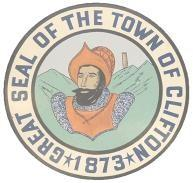 GREAT SEAL OF THE TOWN OF CLIFTON
1873